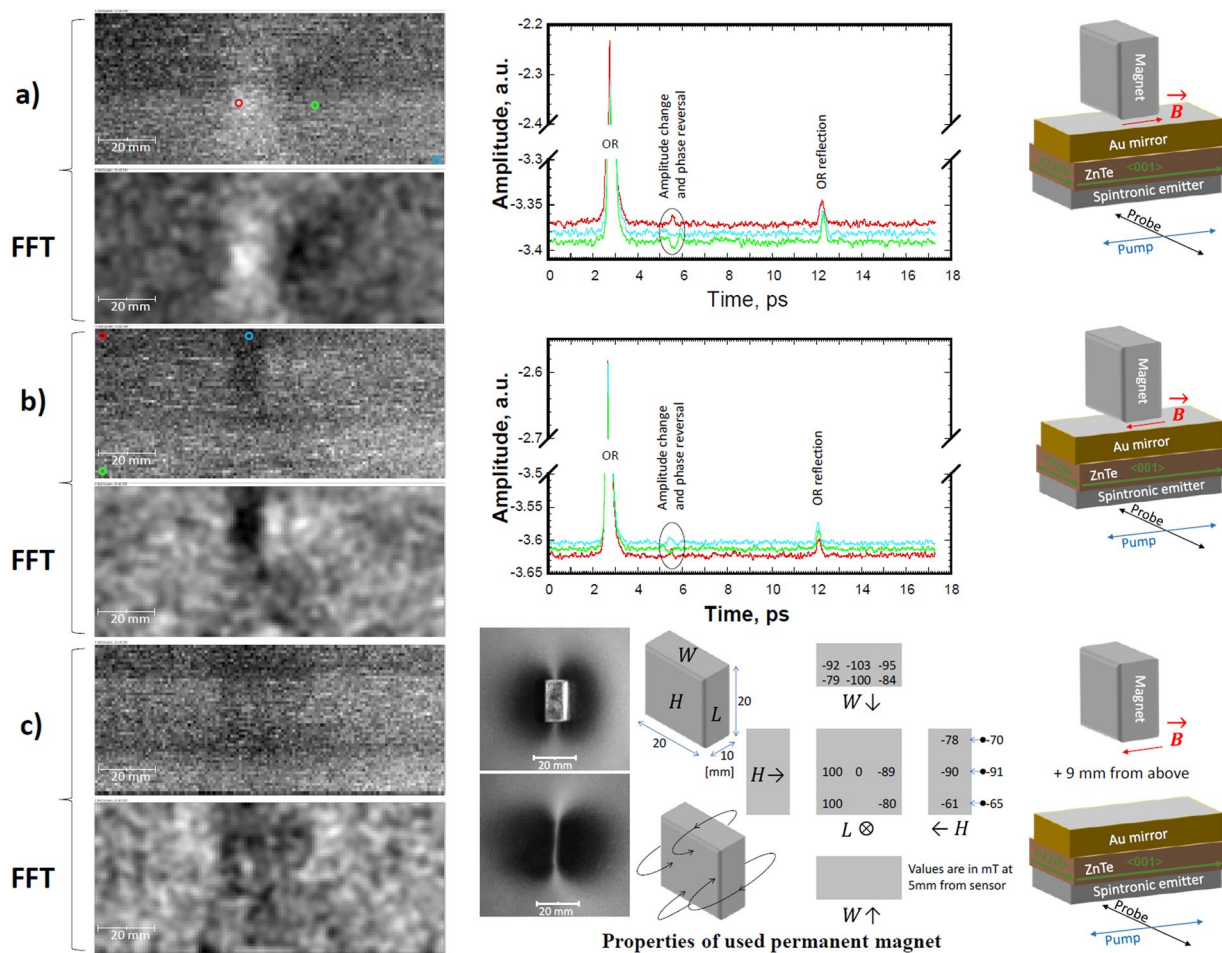 a)
20 mm
FFT
20 mm
b)
20 mm
FFT
20 mm
c)
20 mm
FFT
20 mm
Amplitude, a.u.
-2.2
-2.3
-2.4
-3.3
-3.35
-3.4
OR
Amplitude change
and phase reversal
OR reflection
0 2 4 6 8 10 12 14 16 18
Time, ps
Amplitude, a.u.
-2.6
-2.7
-3.5
-3.55
-3.6
-3.65
OR
Amplitude change
and phase reversal
OR reflection
0 2 4 6 8 10 12 14 16 18
Time, ps
Magnet
B
Au mirror
ZnTe <001>
Spintronic emitter
Probe
Pump
Magnet
B
Au mirror
ZnTe <001>
Spintronic emitter
Probe
Pump
Magnet
B
+ 9 mm from above
Au mirror
ZnTe <001>
Spintronic emitter
Probe
Pump
20 mm
20 mm
W
H
L
20
20
10
[mm]
-92 -103 -95
-79 -100 -84
W ↓
H →
100 0 -89
100 -80
L ⊗
-78 -70
-90 -91
-61 -65
← H
Values are in mT at
5mm from sensor
W ↑
Properties of used permanent magnet